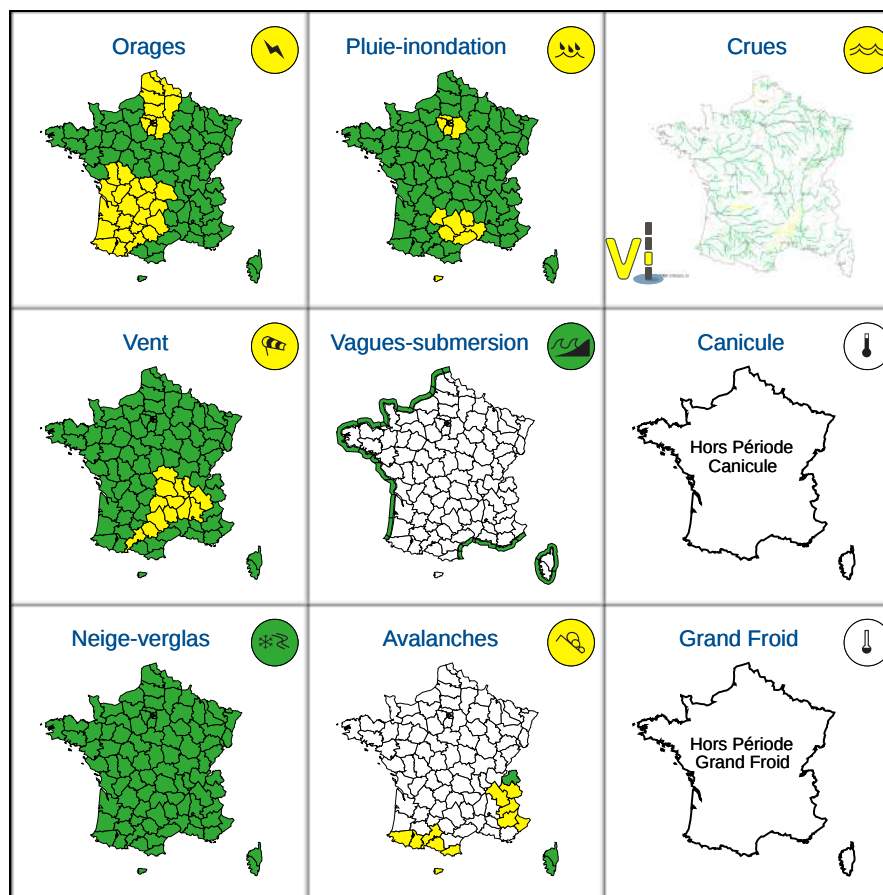 Orages
Pluie-inondation
Crues
Vi
Vent
Vagues-submersion
Canicule
Hors Période
Canicule
Neige-verglas
Avalanches
Grand Froid
Hors Période
Grand Froid